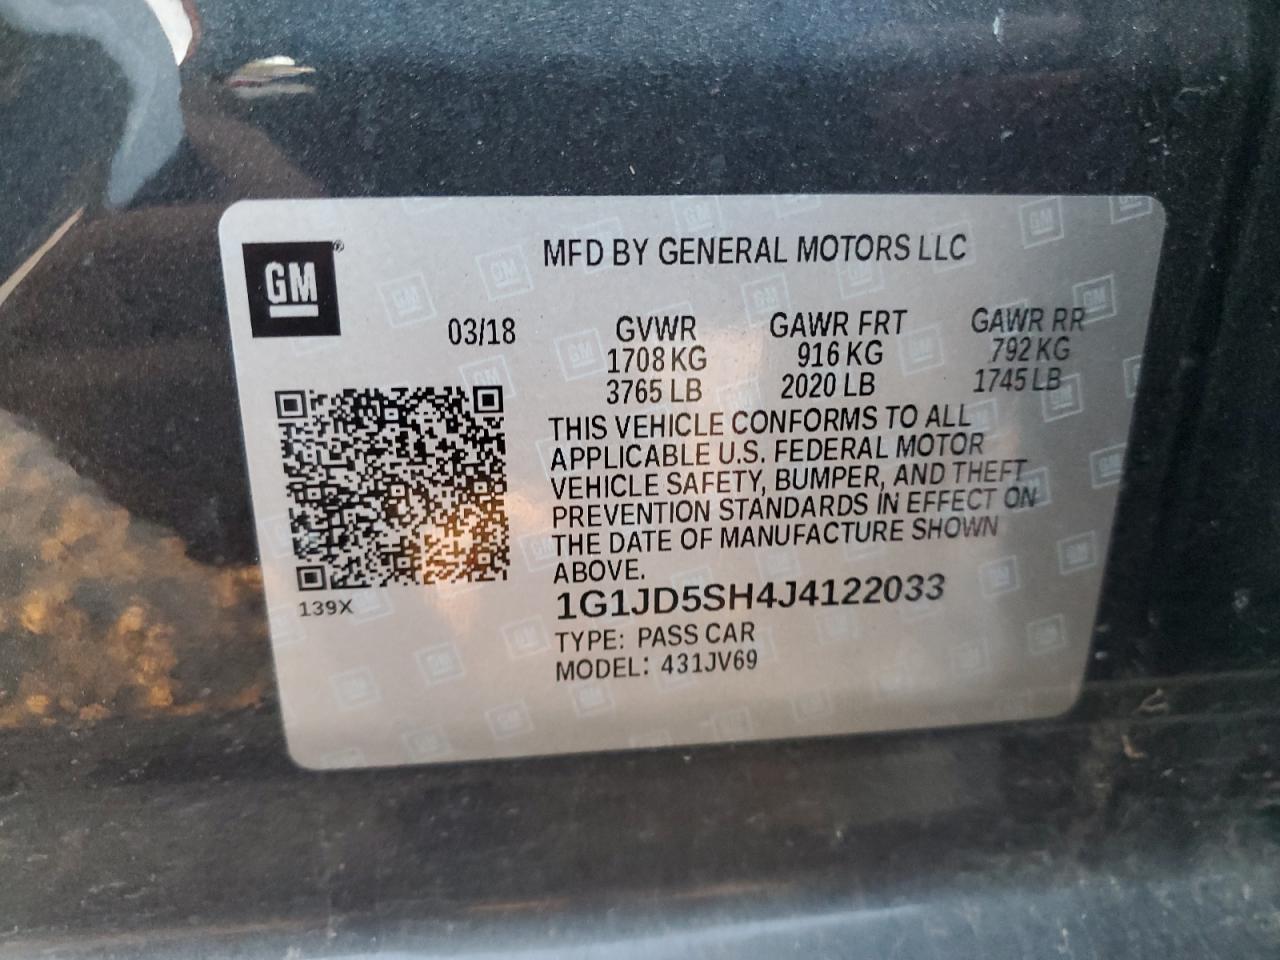 GM®
MFD BY GENERAL MOTORS LLC
03/18 GVWR GAWR FRT GAWR RR
1708 KG 916 KG 792 KG
3765 LB 2020 LB 1745 LB
THIS VEHICLE CONFORMS TO ALL
APPLICABLE U.S. FEDERAL MOTOR
VEHICLE SAFETY, BUMPER, AND THEFT
PREVENTION STANDARDS IN EFFECT ON
THE DATE OF MANUFACTURE SHOWN
ABOVE.
139X
1G1JD5SH4J4122033
TYPE: PASS CAR
MODEL: 431JV69